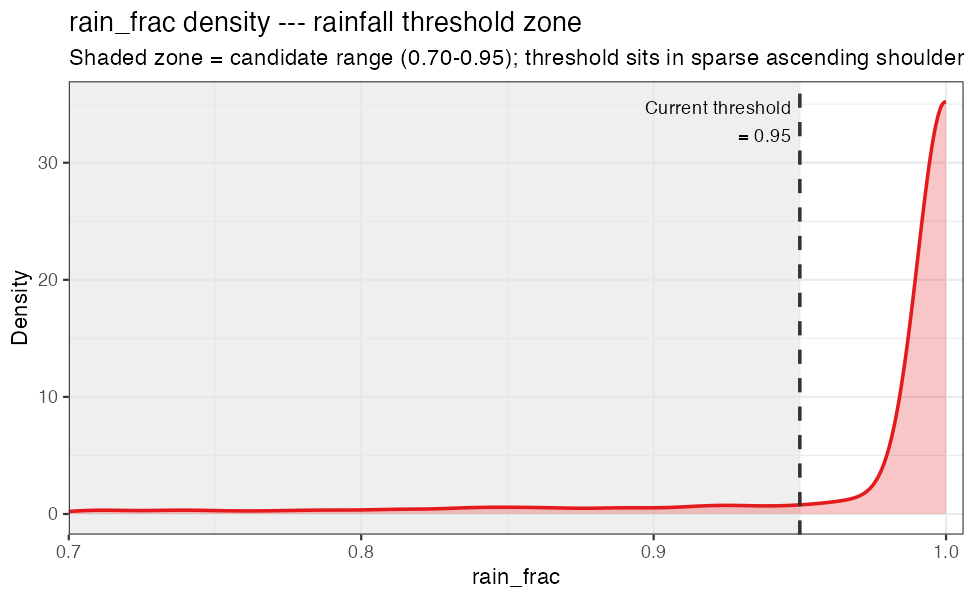 rain_frac density --- rainfall threshold zone
Shaded zone = candidate range (0.70-0.95); threshold sits in sparse ascending shoulder
Current threshold
= 0.95
30
20
10
0
Density
0.7
0.8
0.9
1.0
rain_frac